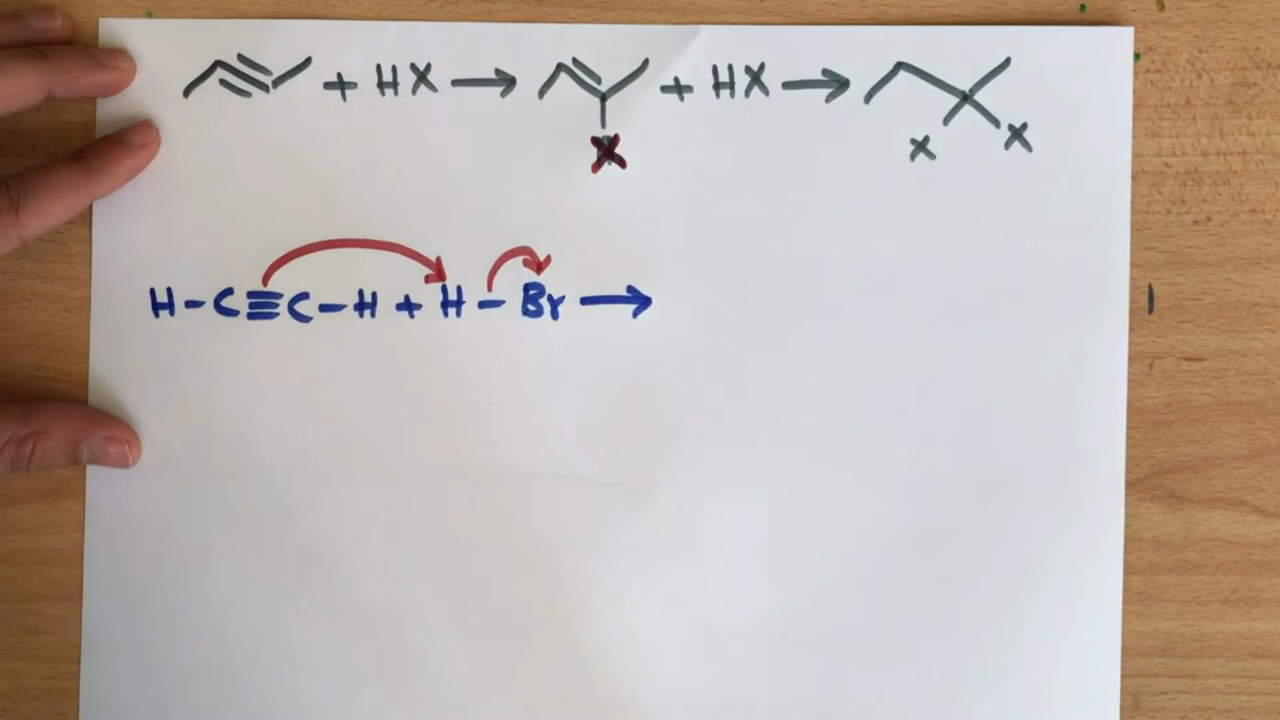 + HX → X + HX → X X
H-C≡C-H + H-Br →